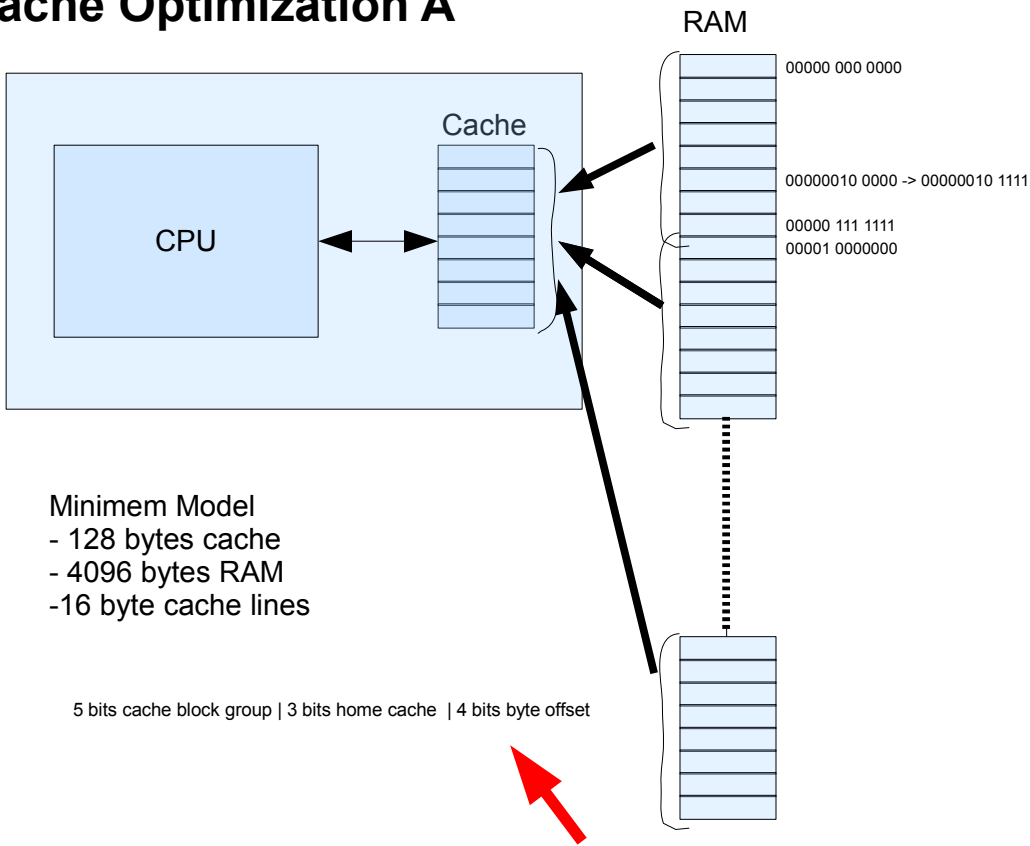 ache Optimization A
RAM
00000 000 0000
Cache
00000010 0000 -> 00000010 1111
00000 111 1111
CPU
00001 0000000
Minimem Model
- 128 bytes cache
- 4096 bytes RAM
-16 byte cache lines
5 bits cache block group | 3 bits home cache | 4 bits byte offset